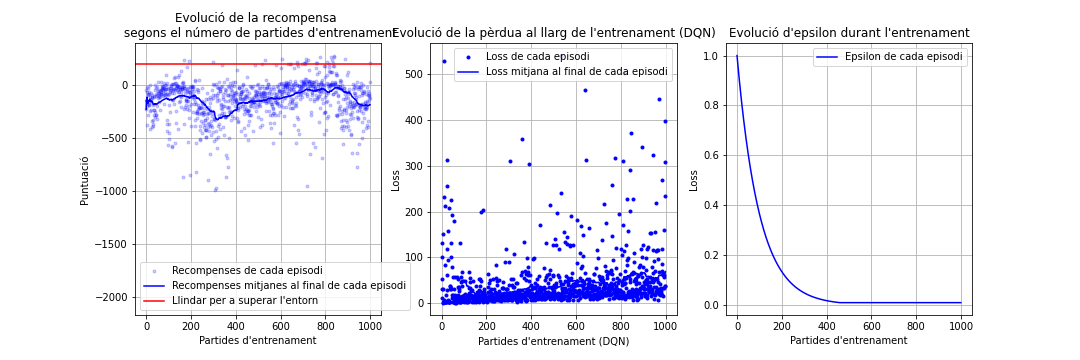 Evolució de la recompensa
segons el número de partides d'entrenament
Puntuació
0
−500
−1000
−1500
−2000
0 200 400 600 800 1000
Partides d'entrenament
Recompenses de cada episodi
Recompenses mitjanes al final de cada episodi
Llindar per a superar l'entorn
Evolució de la pèrdua al llarg de l'entrenament (DQN)
Loss
500
400
300
200
100
0
0 200 400 600 800 1000
Partides d'entrenament (DQN)
Loss de cada episodi
Loss mitjana al final de cada episodi
Evolució d'epsilon durant l'entrenament
Loss
1.0
0.8
0.6
0.4
0.2
0.0
0 200 400 600 800 1000
Partides d'entrenament
Epsilon de cada episodi